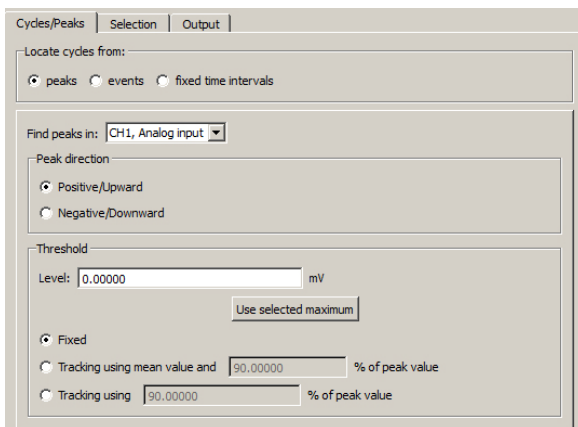 Cycles/Peaks Selection Output
Locate cycles from:
peaks events fixed time intervals
Find peaks in: CH1, Analog input
Peak direction
Positive/Upward
Negative/Downward
Threshold
Level: 0.00000 mV
Use selected maximum
Fixed
Tracking using mean value and 90.00000 % of peak value
Tracking using 90.00000 % of peak value